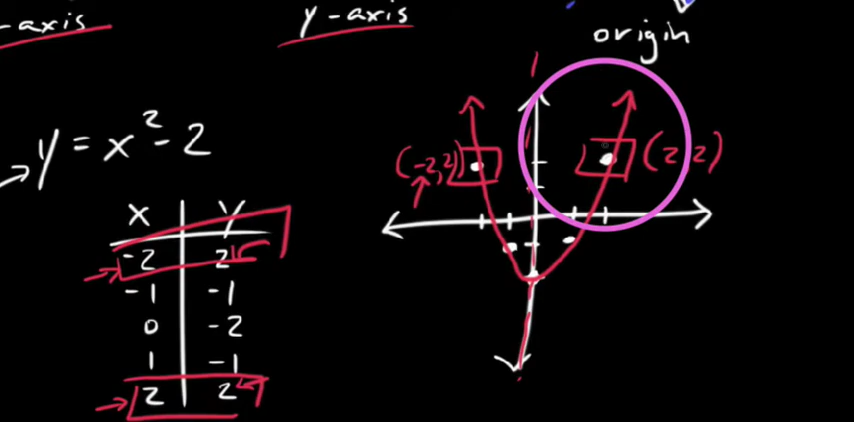 -axis
y-axis
origin
y = x² - 2
(-2,2)
(2,2)
x y
-2 2
-1 -1
0 -2
1 -1
2 2